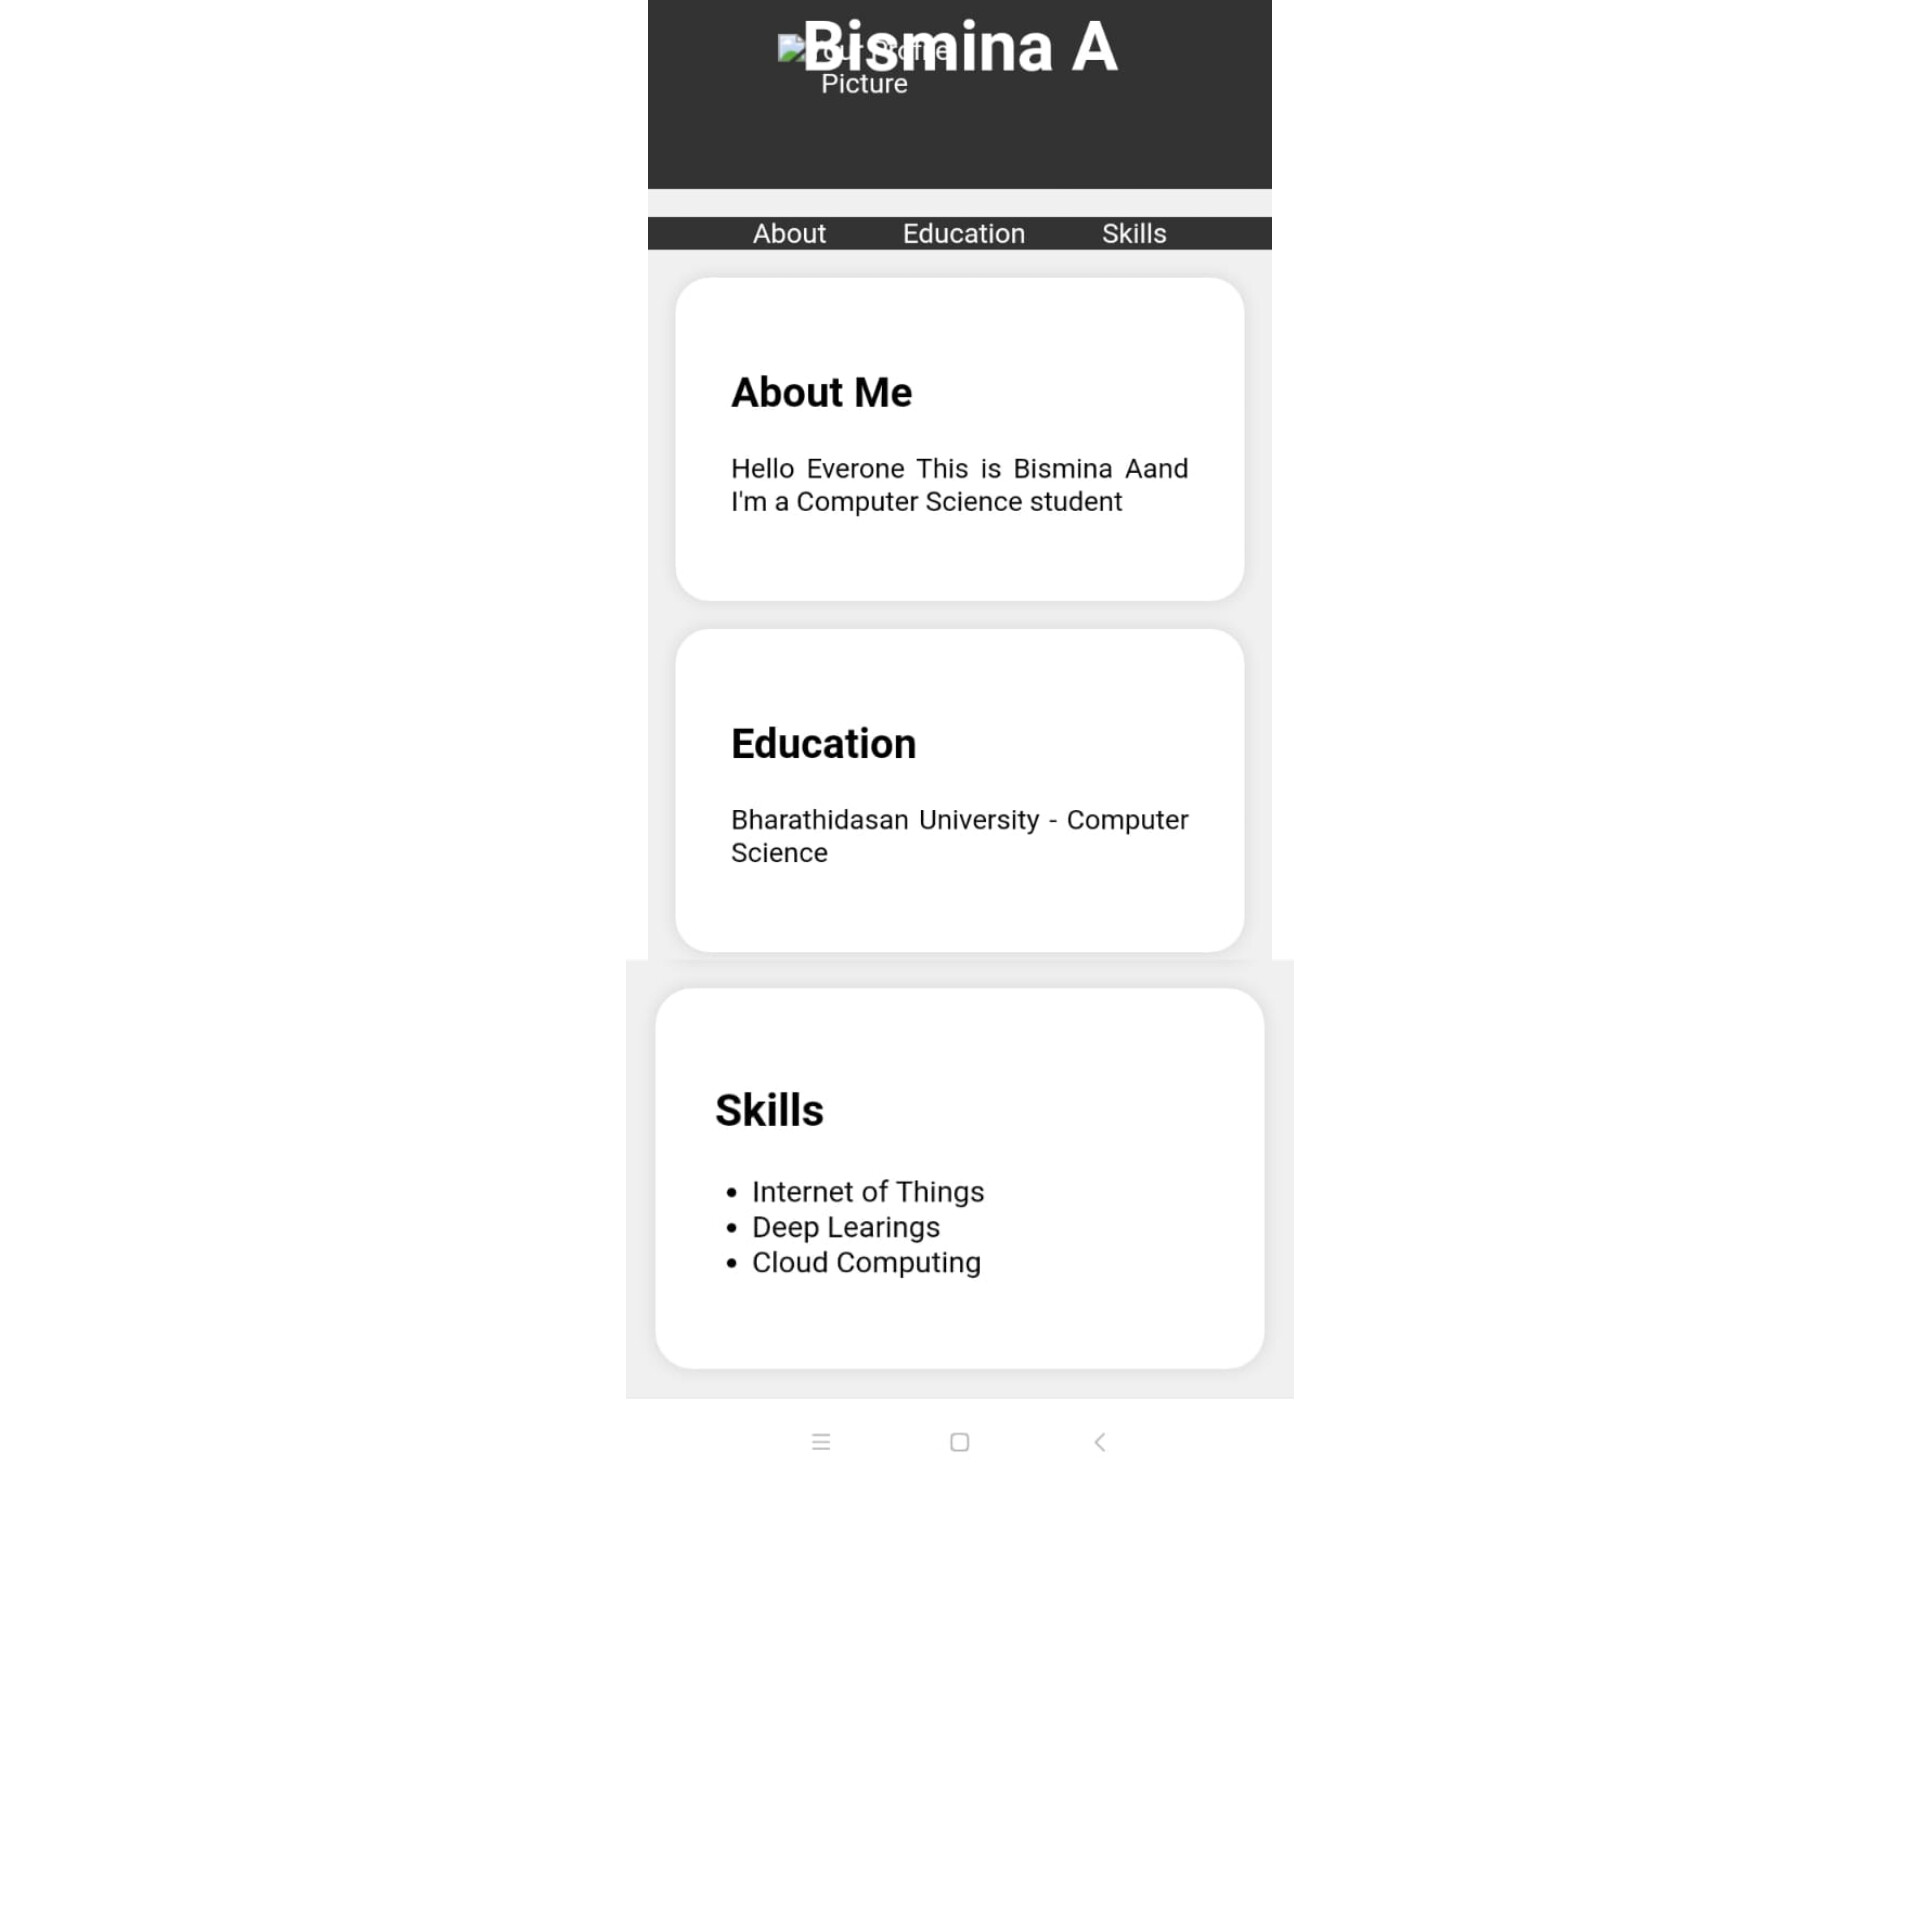 Bismina A
Picture
About Education Skills
About Me
Hello Everone This is Bismina Aand
I'm a Computer Science student
Education
Bharathidasan University - Computer
Science
Skills
Internet of Things
Deep Learings
Cloud Computing